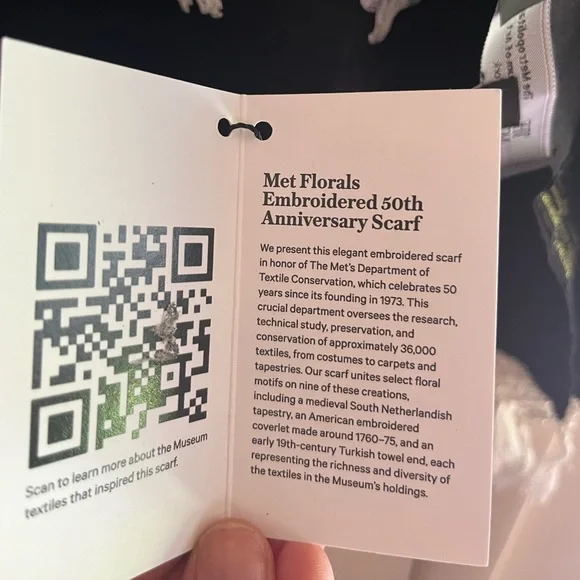 Scan to learn more about the Museum
textiles that inspired this scarf.
Met Florals
Embroidered 50th
Anniversary Scarf
We present this elegant embroidered scarf
in honor of The Met's Department of
Textile Conservation, which celebrates 50
years since its founding in 1973. This
crucial department oversees the research,
technical study, preservation, and
conservation of approximately 36,000
textiles, from costumes to carpets and
tapestries. Our scarf unites select floral
motifs on nine of these creations,
including a medieval South Netherlandish
tapestry, an American embroidered
coverlet made around 1760–75, and an
early 19th-century Turkish towel end, each
representing the richness and diversity of
the textiles in the Museum's holdings.